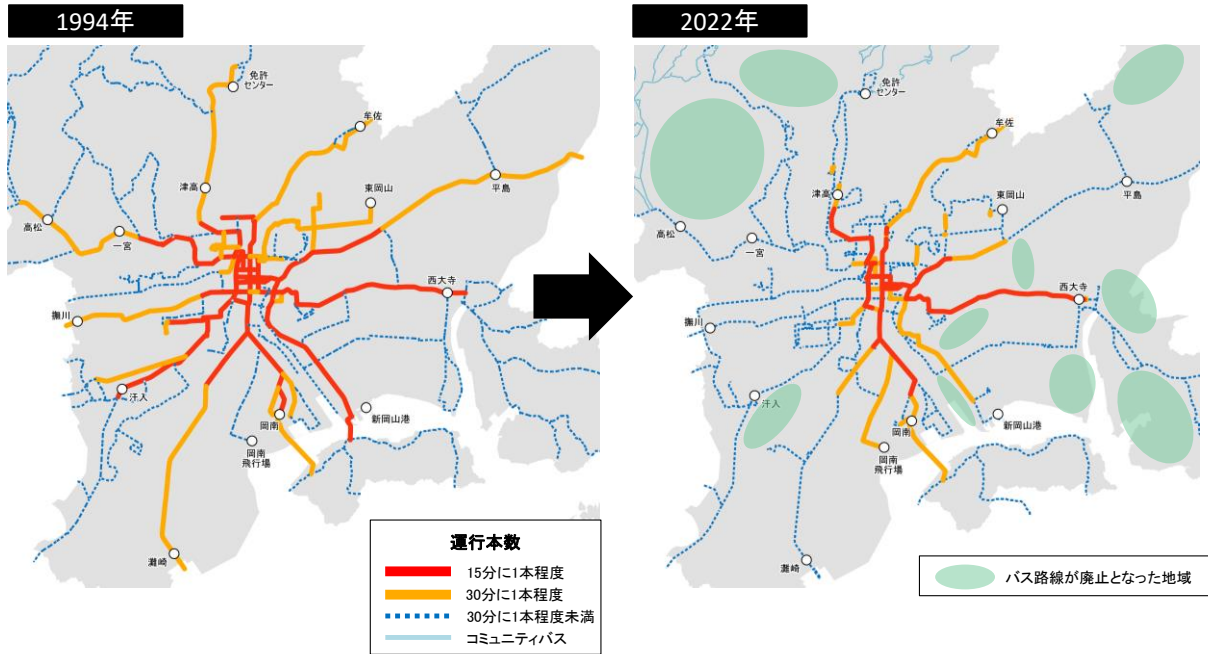 1994年
免許
センター
牟佐
津高
東岡山
平島
高松
一宮
西大寺
撫川
汗入
岡南
新岡山港
岡南
飛行場
灘崎
運行本数
15分に1本程度
30分に1本程度
30分に1本程度未満
コミュニティバス
2022年
免許
センター
牟佐
津高
東岡山
平島
高松
一宮
西大寺
撫川
汗入
新岡山港
岡南
岡南
飛行場
灘崎
バス路線が廃止となった地域